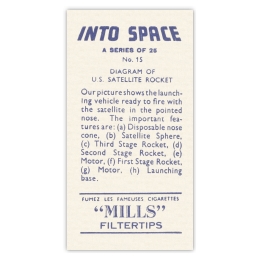 INTO SPACE
A SERIES OF 25
No. 15
DIAGRAM OF
U.S. SATELLITE ROCKET
Our picture shows the launch-
ing vehicle ready to fire with
the satellite in the pointed
nose. The important fea-
tures are: (a) Disposable nose
cone, (b) Satellite Sphere,
(c) Third Stage Rocket, (d)
Second Stage Rocket, (e)
Motor, (f) First Stage Rocket,
(g) Motor, (h) Launching
base.
FUMEZ LES FAMEUSES CIGARETTES
"MILLS"
FILTERTIPS